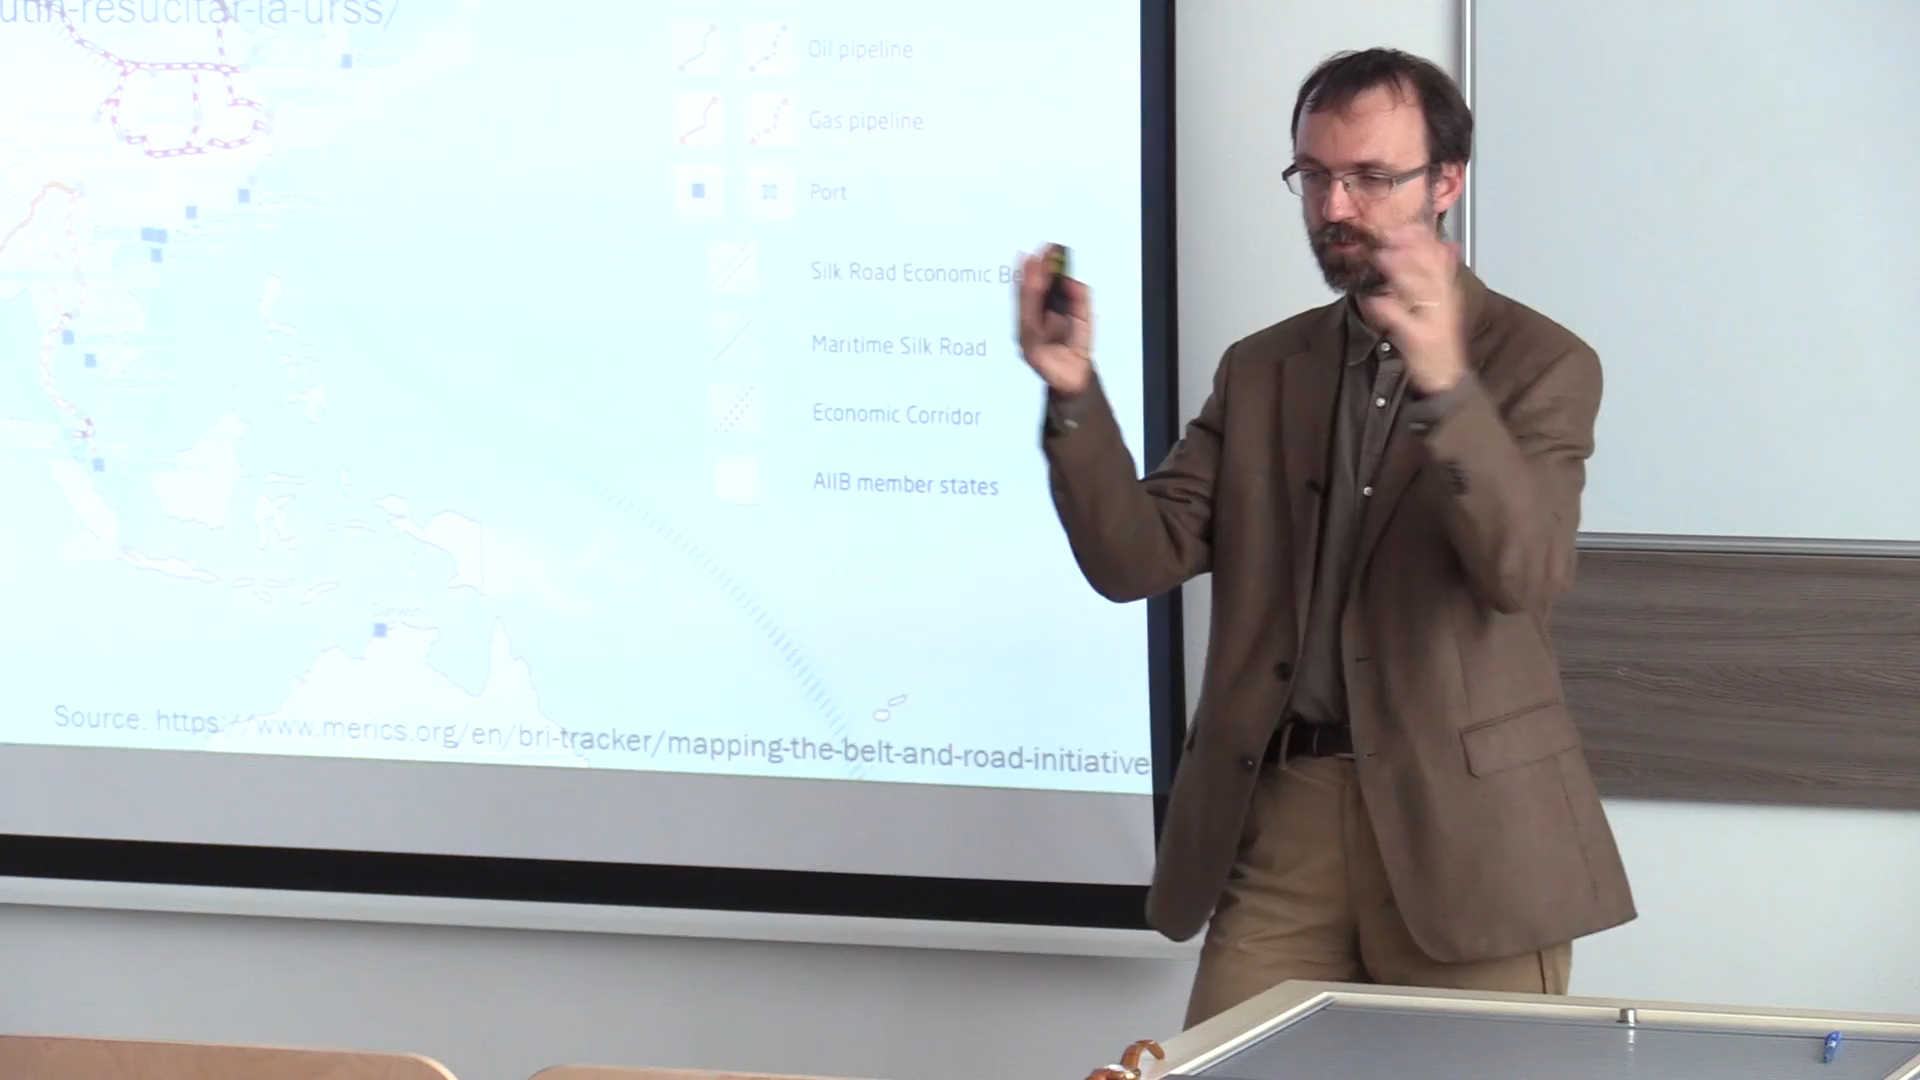 utin-resucitar-la-urss/
Oil pipeline
Gas pipeline
Port
Silk Road Economic Be
Maritime Silk Road
Economic Corridor
AIIB member states
Source: https://www.merics.org/en/bri-tracker/mapping-the-belt-and-road-initiative